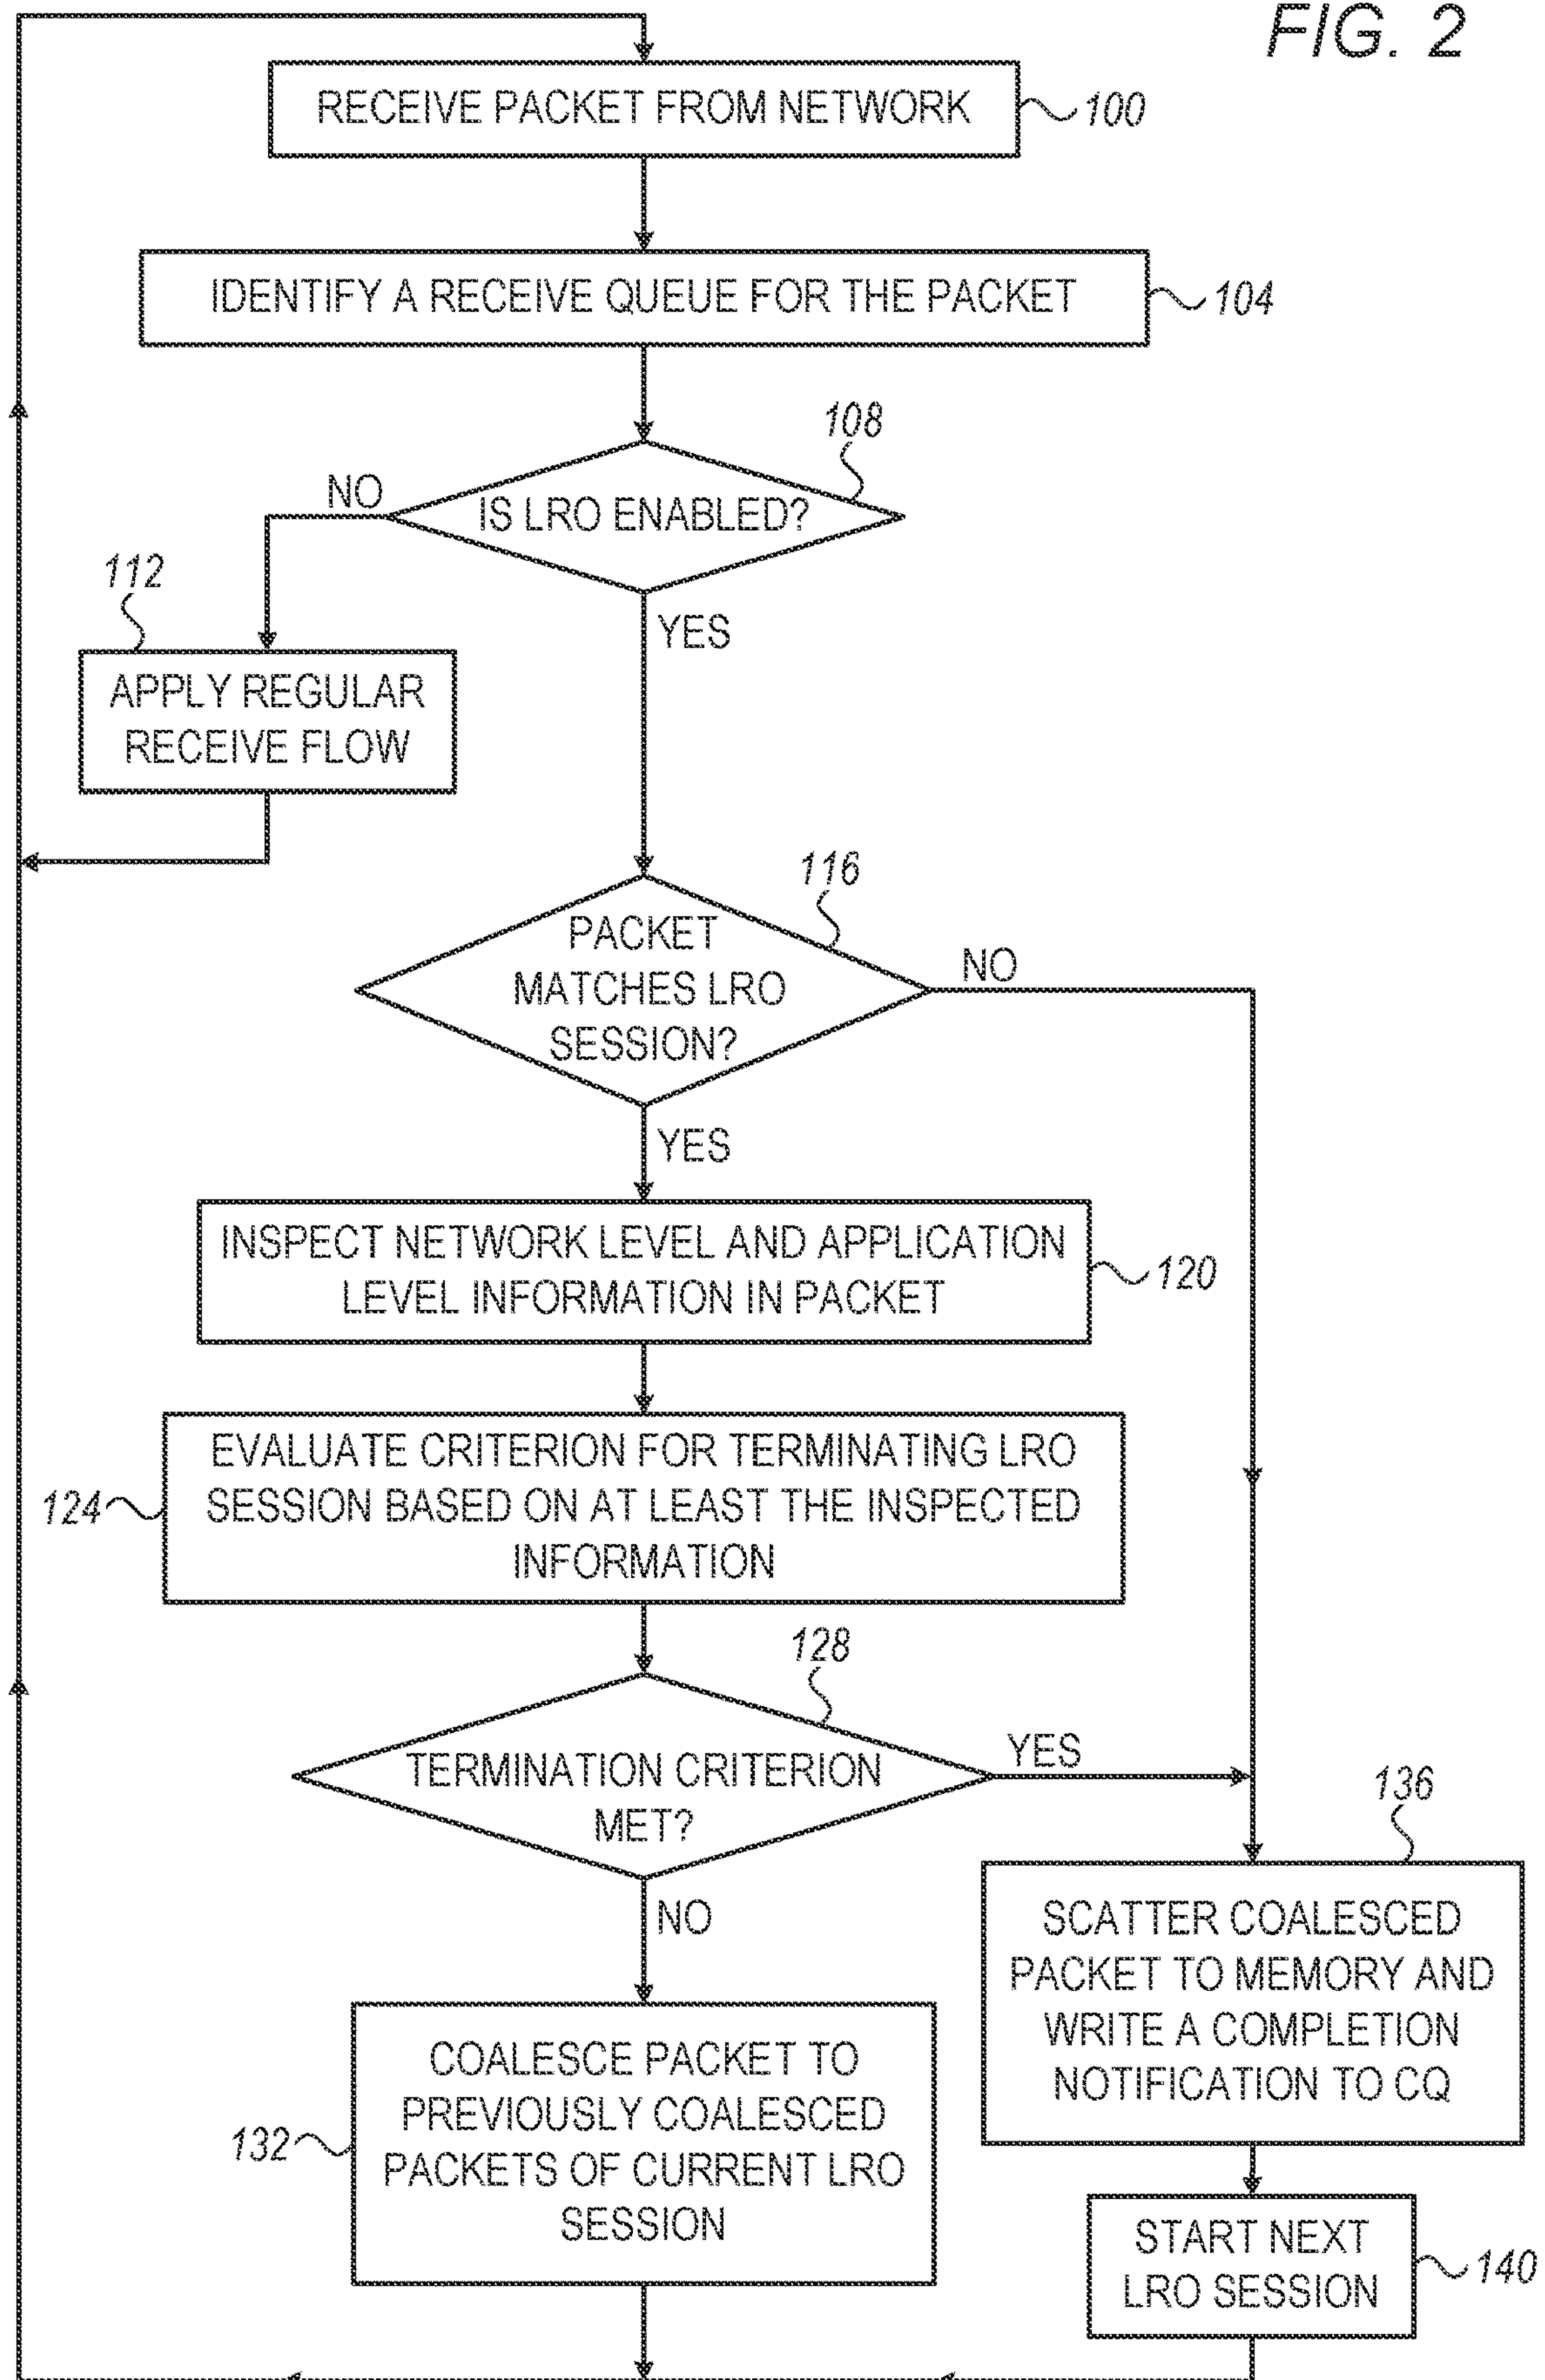 FIG. 2
RECEIVE PACKET FROM NETWORK
100
IDENTIFY A RECEIVE QUEUE FOR THE PACKET
104
108
IS LRO ENABLED?
NO
YES
112
APPLY REGULAR
RECEIVE FLOW
116
PACKET
MATCHES LRO
SESSION?
NO
YES
INSPECT NETWORK LEVEL AND APPLICATION
LEVEL INFORMATION IN PACKET
120
EVALUATE CRITERION FOR TERMINATING LRO
SESSION BASED ON AT LEAST THE INSPECTED
INFORMATION
124
128
TERMINATION CRITERION
MET?
YES
NO
136
SCATTER COALESCED
PACKET TO MEMORY AND
WRITE A COMPLETION
NOTIFICATION TO CQ
COALESCE PACKET TO
PREVIOUSLY COALESCED
PACKETS OF CURRENT LRO
SESSION
132
START NEXT
LRO SESSION
140